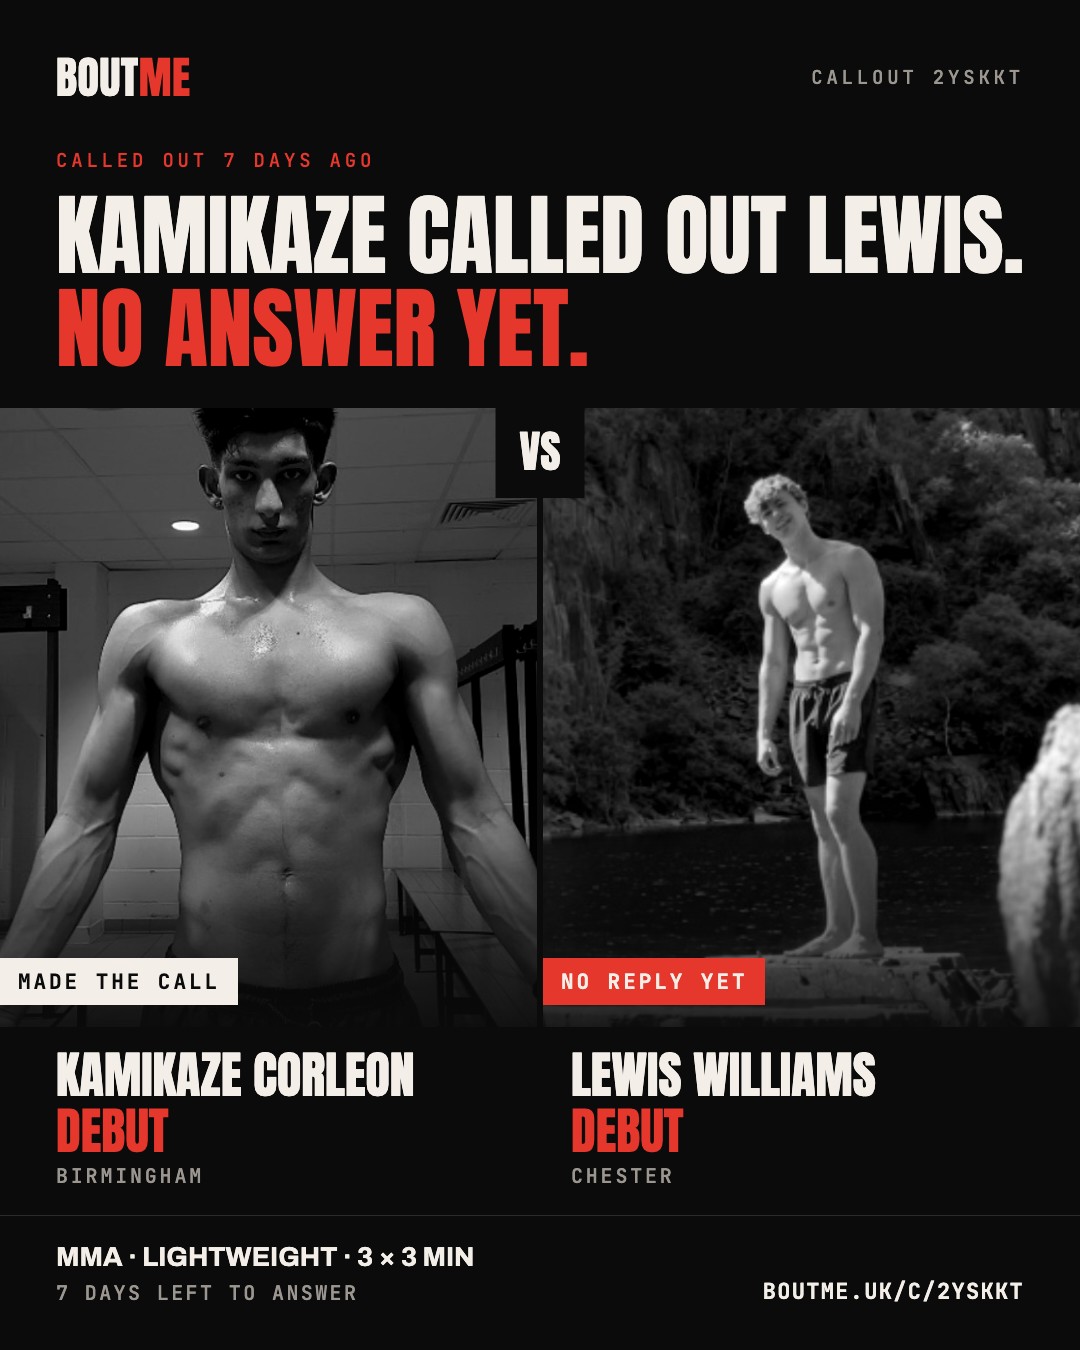 BOUTME
CALLOUT 2YSKKT
CALLED OUT 7 DAYS AGO
KAMIKAZE CALLED OUT LEWIS.
NO ANSWER YET.
VS
MADE THE CALL
NO REPLY YET
KAMIKAZE CORLEON
DEBUT
BIRMINGHAM
LEWIS WILLIAMS
DEBUT
CHESTER
MMA · LIGHTWEIGHT · 3 × 3 MIN
7 DAYS LEFT TO ANSWER
BOUTME.UK/C/2YSKKT